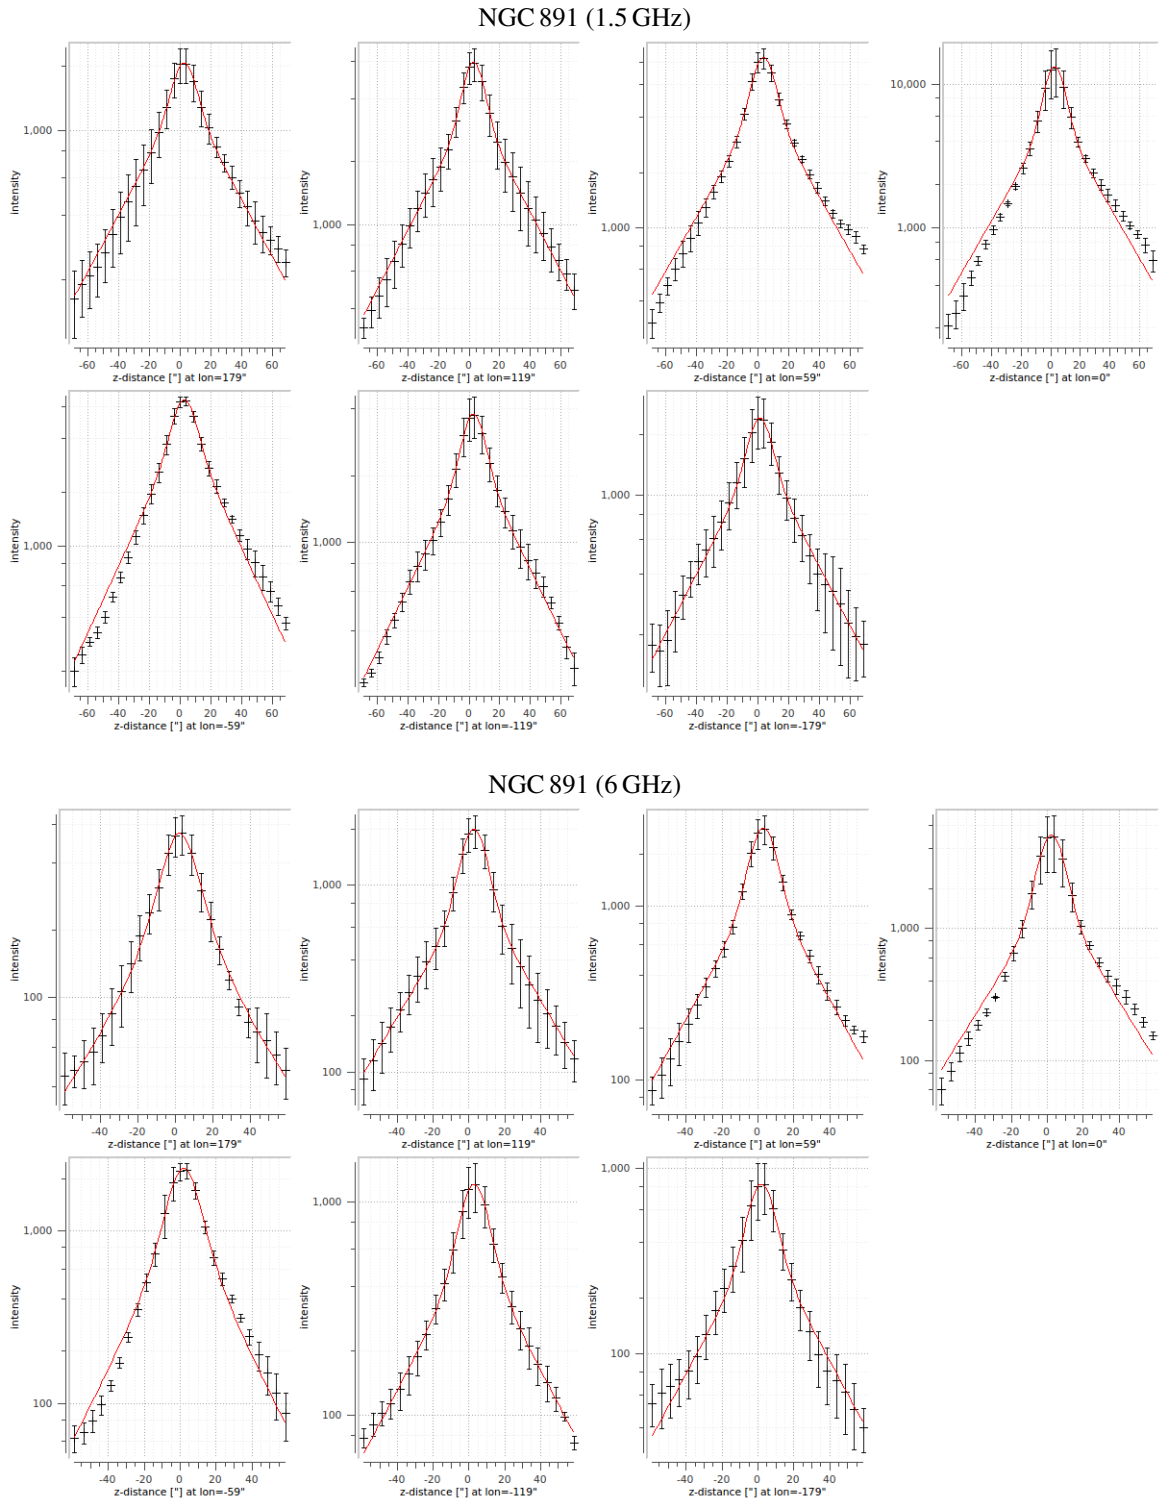 NGC 891 (1.5 GHz)
intensity
1,000
-60 -40 -20 0 20 40 60
z-distance ["] at lon=179"
intensity
1,000
-60 -40 -20 0 20 40 60
z-distance ["] at lon=119"
intensity
1,000
-60 -40 -20 0 20 40 60
z-distance ["] at lon=59"
intensity
10,000
1,000
-60 -40 -20 0 20 40 60
z-distance ["] at lon=0"
intensity
1,000
-60 -40 -20 0 20 40 60
z-distance ["] at lon=-59"
intensity
1,000
-60 -40 -20 0 20 40 60
z-distance ["] at lon=-119"
intensity
1,000
-60 -40 -20 0 20 40 60
z-distance ["] at lon=-179"
NGC 891 (6 GHz)
intensity
100
-40 -20 0 20 40
z-distance ["] at lon=179"
intensity
1,000
100
-40 -20 0 20 40
z-distance ["] at lon=119"
intensity
1,000
100
-40 -20 0 20 40
z-distance ["] at lon=59"
intensity
1,000
100
-40 -20 0 20 40
z-distance ["] at lon=0"
intensity
1,000
100
-40 -20 0 20 40
z-distance ["] at lon=-59"
intensity
1,000
100
-40 -20 0 20 40
z-distance ["] at lon=-119"
intensity
1,000
100
-40 -20 0 20 40
z-distance ["] at lon=-179"